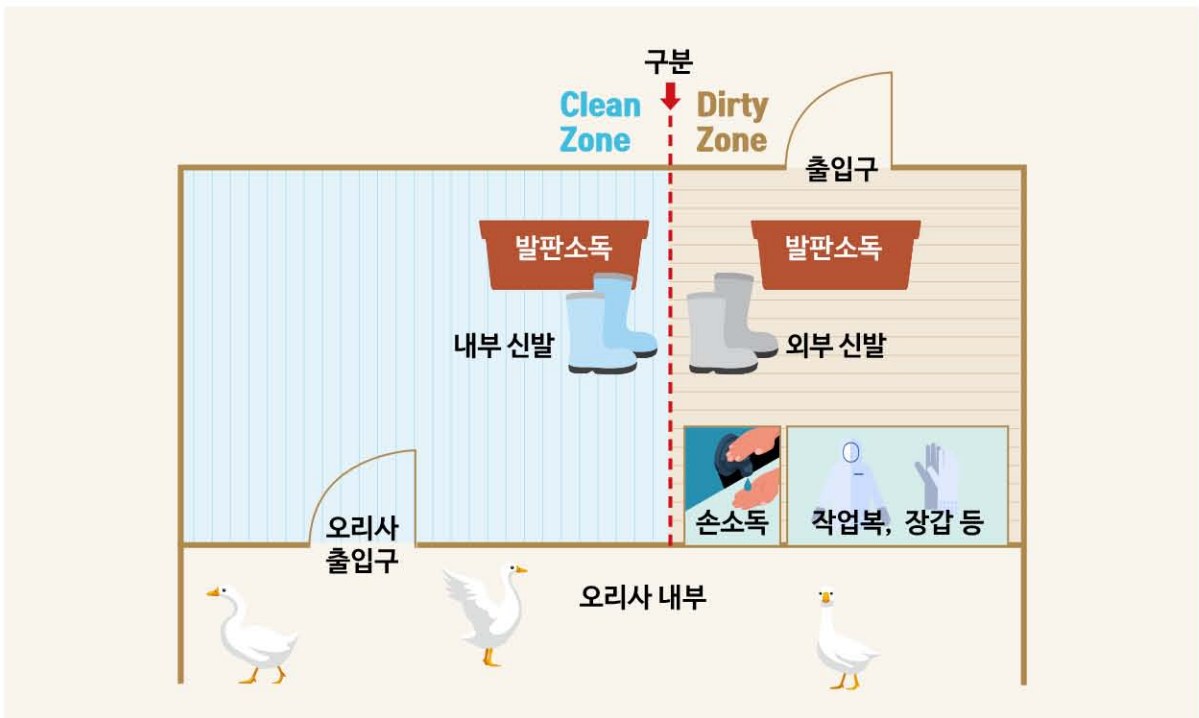 구분
Clean
Zone
Dirty
Zone
출입구
발판소독
발판소독
내부 신발
외부 신발
손소독
작업복, 장갑 등
오리사
출입구
오리사 내부